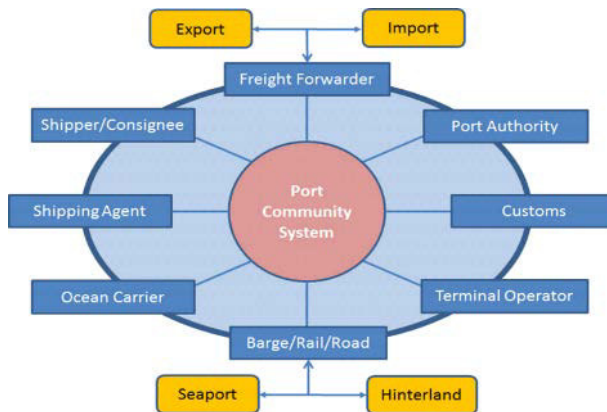 Export
Import
Freight Forwarder
Shipper/Consignee
Port Authority
Port
Community
System
Shipping Agent
Customs
Ocean Carrier
Terminal Operator
Barge/Rail/Road
Seaport
Hinterland